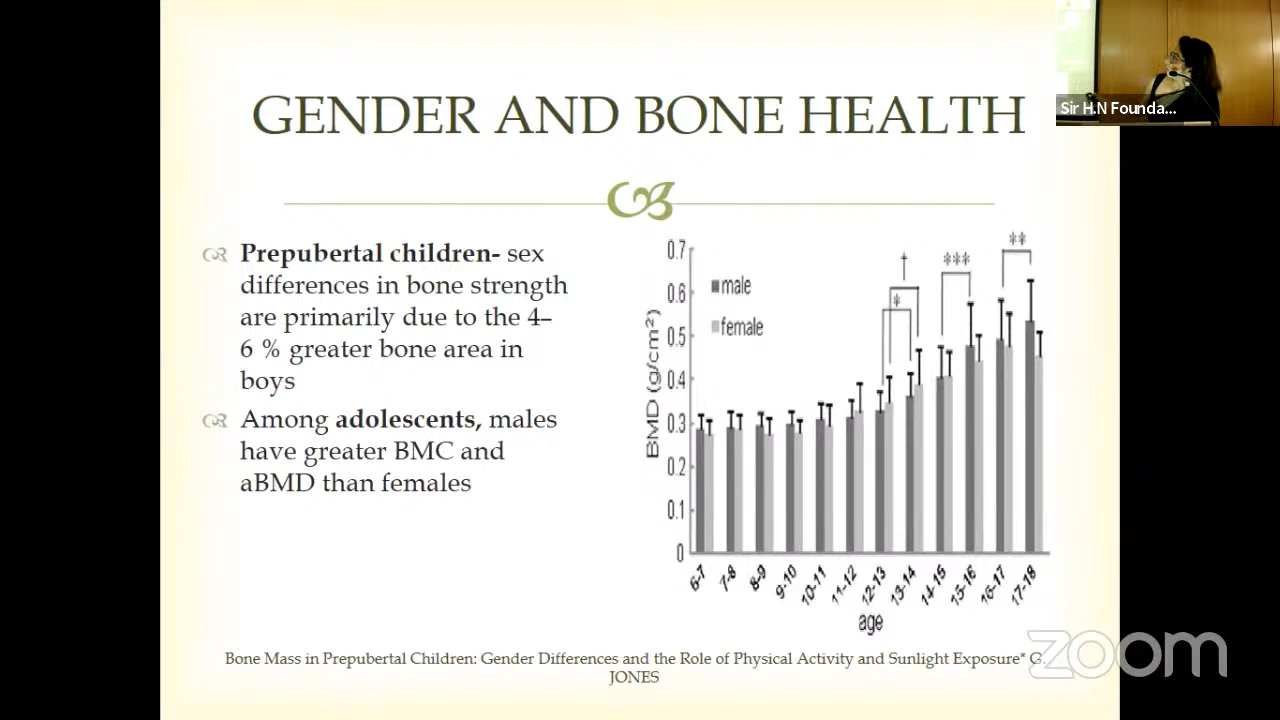 GENDER AND BONE HEALTH
Sir H.N Founda...
Prepubertal children- sex
differences in bone strength
are primarily due to the 4–
6 % greater bone area in
boys
Among adolescents, males
have greater BMC and
aBMD than females
BMD (g/cm²)
0.7
0.6
0.5
0.4
0.3
0.2
0.1
0
male
female
*
†
***
**
6-7
7-8
8-9
9-10
10-11
11-12
12-13
13-14
14-15
15-16
16-17
17-18
age
Bone Mass in Prepubertal Children: Gender Differences and the Role of Physical Activity and Sunlight Exposure* G.
JONES
zoom